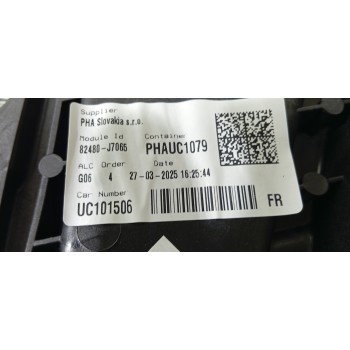 Supplier
PHA Slovakia s.r.o.
Module Id Container
82480-J7065 PHAUC1079
ALC Order Date
G06 4 27-03-2025 16:25:44
Car Number
UC101506 FR